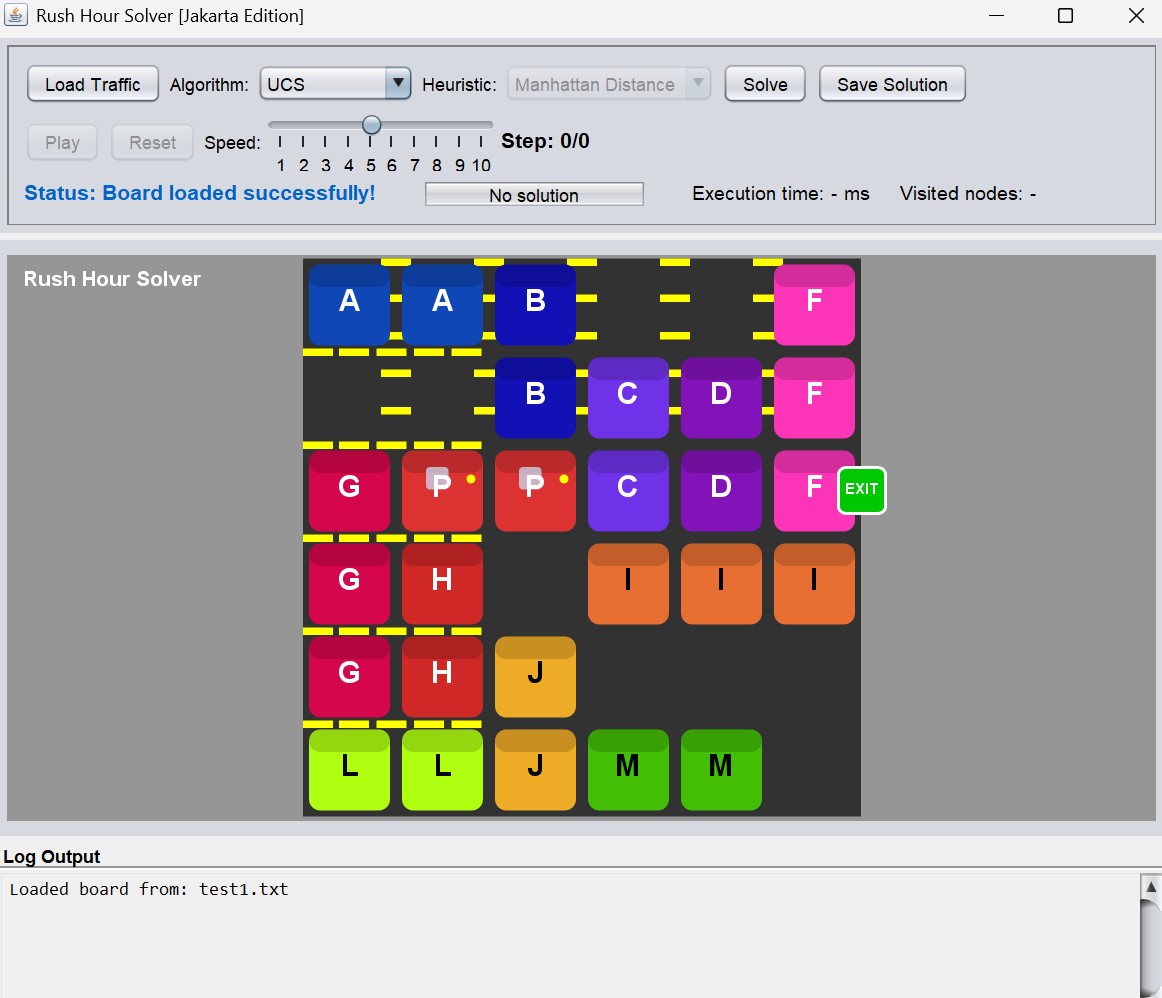 Rush Hour Solver [Jakarta Edition]
Load Traffic Algorithm: UCS Heuristic: Manhattan Distance Solve Save Solution
Play Reset Speed: 1 2 3 4 5 6 7 8 9 10 Step: 0/0
Status: Board loaded successfully! No solution Execution time: - ms Visited nodes: -
Rush Hour Solver
A A B F
B C D F
G P P C D F EXIT
G H I I I
G H J
L L J M M
Log Output
Loaded board from: test1.txt